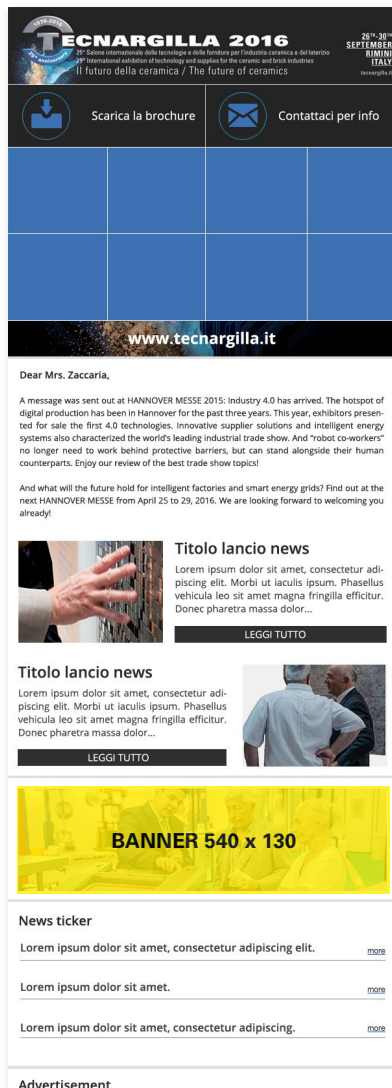 1976-2016
25th anniversary
TECNARGILLA 2016
25° Salone internazionale delle tecnologie e delle forniture per l'industria ceramica e del laterizio
25th International exhibition of technology and supplies for the ceramic and brick industries
Il futuro della ceramica / The future of ceramics
26TH-30TH
SEPTEMBER
RIMINI
ITALY
tecnargilla.it
Scarica la brochure
Contattaci per info
www.tecnargilla.it
Dear Mrs. Zaccaria,
A message was sent out at HANNOVER MESSE 2015: Industry 4.0 has arrived. The hotspot of
digital production has been in Hannover for the past three years. This year, exhibitors presen-
ted for sale the first 4.0 technologies. Innovative supplier solutions and intelligent energy
systems also characterized the world's leading industrial trade show. And "robot co-workers"
no longer need to work behind protective barriers, but can stand alongside their human
counterparts. Enjoy our review of the best trade show topics!
And what will the future hold for intelligent factories and smart energy grids? Find out at the
next HANNOVER MESSE from April 25 to 29, 2016. We are looking forward to welcoming you
already!
Titolo lancio news
Lorem ipsum dolor sit amet, consectetur adi-
piscing elit. Morbi ut iaculis ipsum. Phasellus
vehicula leo sit amet magna fringilla efficitur.
Donec pharetra massa dolor...
LEGGI TUTTO
Titolo lancio news
Lorem ipsum dolor sit amet, consectetur adi-
piscing elit. Morbi ut iaculis ipsum. Phasellus
vehicula leo sit amet magna fringilla efficitur.
Donec pharetra massa dolor...
LEGGI TUTTO
BANNER 540 x 130
News ticker
Lorem ipsum dolor sit amet, consectetur adipiscing elit.
more
Lorem ipsum dolor sit amet.
more
Lorem ipsum dolor sit amet, consectetur adipiscing.
more
Advertisement